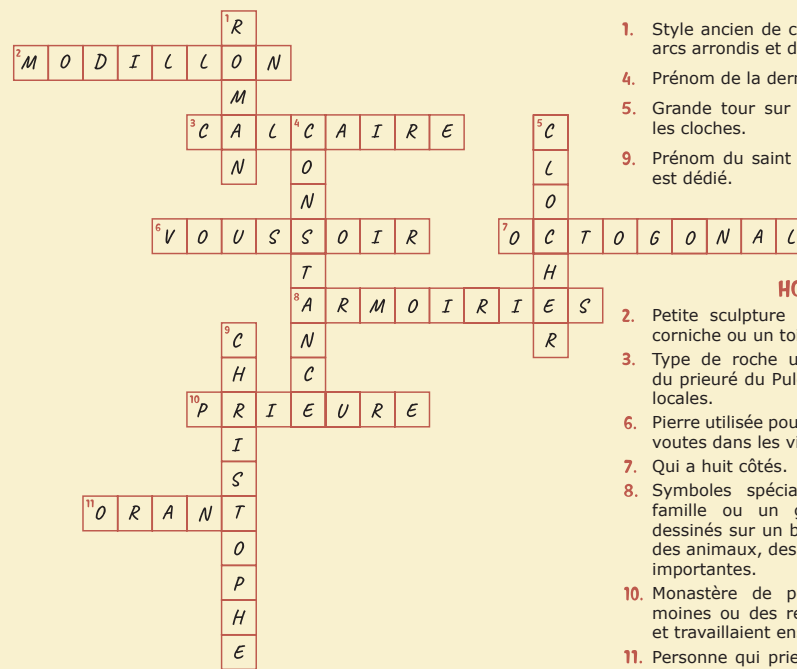 1 ROMAN
2 MODILLON
3 CALCAIRE
4 CONSTANCE
5 CLOCHER
6 VOUSSOIR
7 OCTOGONAL
8 ARMOIRIES
9 CHRISTOPHE
10 PRIEURE
11 ORANT
1. Style ancien de c
arcs arrondis et d
4. Prénom de la derr
5. Grande tour sur
les cloches.
9. Prénom du saint
est dédié.
HO
2. Petite sculpture
corniche ou un to
3. Type de roche u
du prieuré du Pul
locales.
6. Pierre utilisée pou
voutes dans les vi
7. Qui a huit côtés.
8. Symboles spécia
famille ou un g
dessinés sur un b
des animaux, des
importantes.
10. Monastère de p
moines ou des re
et travaillaient en
11. Personne qui prie